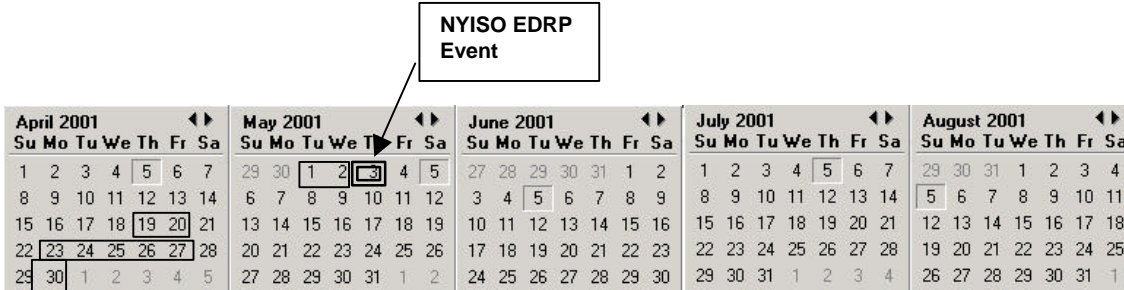 NYISO EDRP
Event
April 2001
Su Mo Tu We Th Fr Sa
1 2 3 4 5 6 7
8 9 10 11 12 13 14
15 16 17 18 19 20 21
22 23 24 25 26 27 28
29 30 1 2 3 4 5
May 2001
Su Mo Tu We Th Fr Sa
29 30 1 2 3 4 5
6 7 8 9 10 11 12
13 14 15 16 17 18 19
20 21 22 23 24 25 26
27 28 29 30 31 1 2
June 2001
Su Mo Tu We Th Fr Sa
27 28 29 30 31 1 2
3 4 5 6 7 8 9
10 11 12 13 14 15 16
17 18 19 20 21 22 23
24 25 26 27 28 29 30
July 2001
Su Mo Tu We Th Fr Sa
1 2 3 4 5 6 7
8 9 10 11 12 13 14
15 16 17 18 19 20 21
22 23 24 25 26 27 28
29 30 31 1 2 3 4
August 2001
Su Mo Tu We Th Fr Sa
29 30 31 1 2 3 4
5 6 7 8 9 10 11
12 13 14 15 16 17 18
19 20 21 22 23 24 25
26 27 28 29 30 31 1